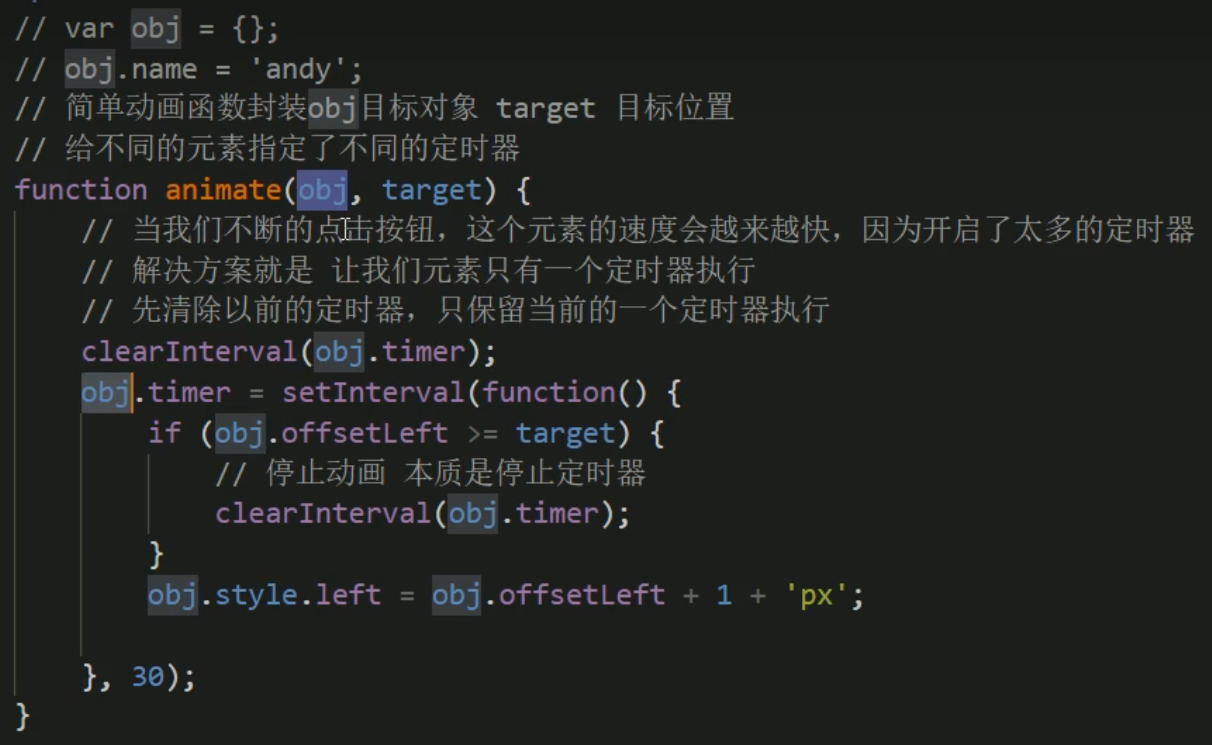 // var obj = {};
// obj.name = 'andy';
// 简单动画函数封装obj目标对象 target 目标位置
// 给不同的元素指定了不同的定时器
function animate(obj, target) {
// 当我们不断的点击按钮，这个元素的速度会越来越快，因为开启了太多的定时器
// 解决方案就是 让我们元素只有一个定时器执行
// 先清除以前的定时器，只保留当前的一个定时器执行
clearInterval(obj.timer);
obj.timer = setInterval(function() {
if (obj.offsetLeft >= target) {
// 停止动画 本质是停止定时器
clearInterval(obj.timer);
}
obj.style.left = obj.offsetLeft + 1 + 'px';
}, 30);
}